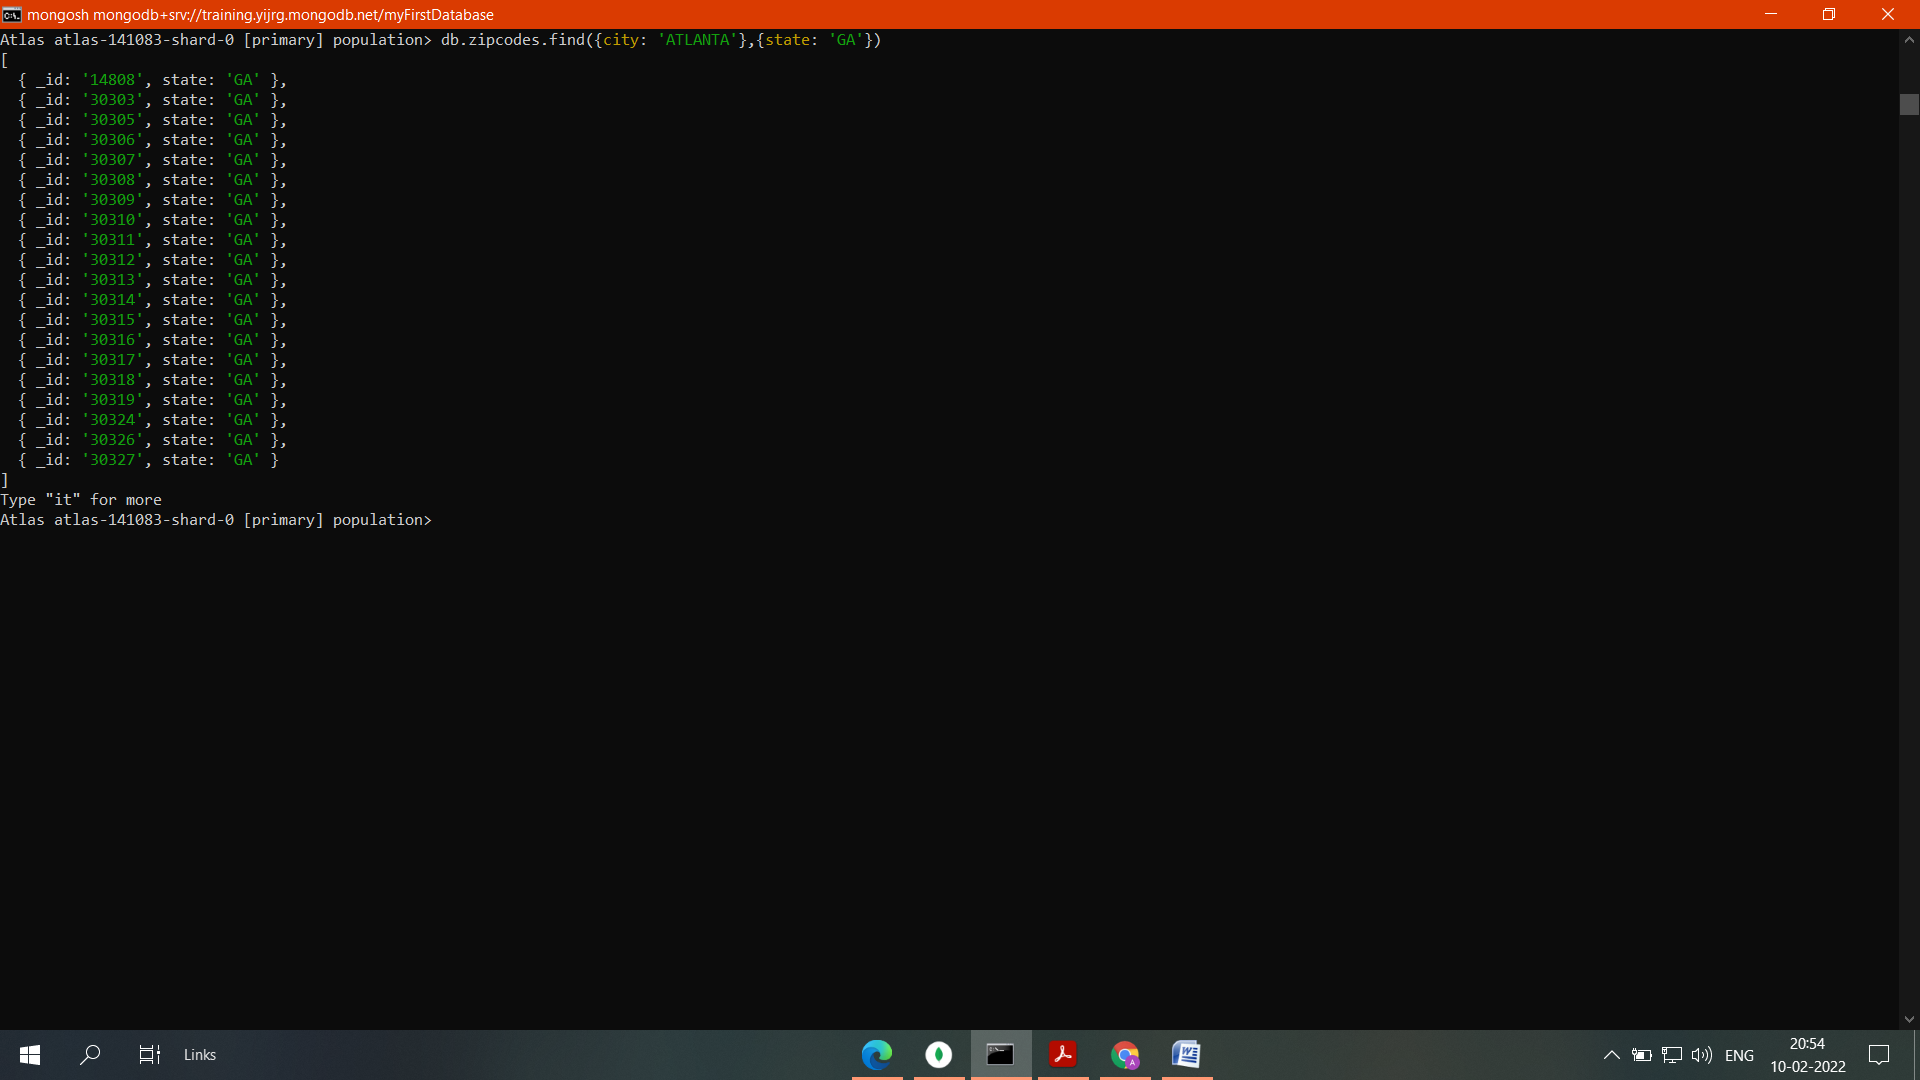 mongosh mongodb+srv://training.yijrg.mongodb.net/myFirstDatabase
Atlas atlas-141083-shard-0 [primary] population> db.zipcodes.find({city: 'ATLANTA'},{state: 'GA'})
[
  { _id: '14808', state: 'GA' },
  { _id: '30303', state: 'GA' },
  { _id: '30305', state: 'GA' },
  { _id: '30306', state: 'GA' },
  { _id: '30307', state: 'GA' },
  { _id: '30308', state: 'GA' },
  { _id: '30309', state: 'GA' },
  { _id: '30310', state: 'GA' },
  { _id: '30311', state: 'GA' },
  { _id: '30312', state: 'GA' },
  { _id: '30313', state: 'GA' },
  { _id: '30314', state: 'GA' },
  { _id: '30315', state: 'GA' },
  { _id: '30316', state: 'GA' },
  { _id: '30317', state: 'GA' },
  { _id: '30318', state: 'GA' },
  { _id: '30319', state: 'GA' },
  { _id: '30324', state: 'GA' },
  { _id: '30326', state: 'GA' },
  { _id: '30327', state: 'GA' }
]
Type "it" for more
Atlas atlas-141083-shard-0 [primary] population>
Links
ENG
20:54
10-02-2022